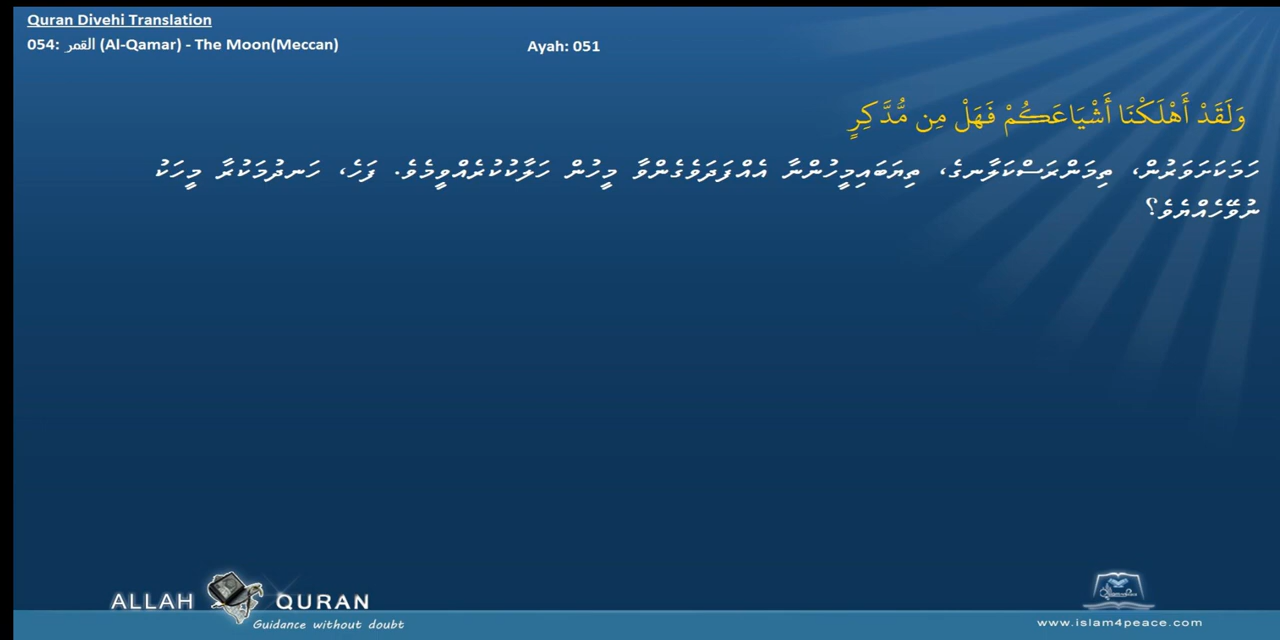 Quran Divehi Translation
054: القمر (Al-Qamar) - The Moon(Meccan) Ayah: 051
وَلَقَدْ أَهْلَكْنَا أَشْيَاعَكُمْ فَهَلْ مِن مُّدَّكِرٍ
ހަމަކަށަވަރުން، ތިމަންރަސްކަލާނގެ، ތިޔަބައިމީހުންނާ އެއްފަދަވެގެންވާ މީހުން ހަލާކުކުރެއްވީމެވެ. ފަހެ، ހަނދުމަކުރާ މީހަކު
ނުވޭހެއްޔެވެ؟
ALLAH QURAN
Guidance without doubt
www.islam4peace.com